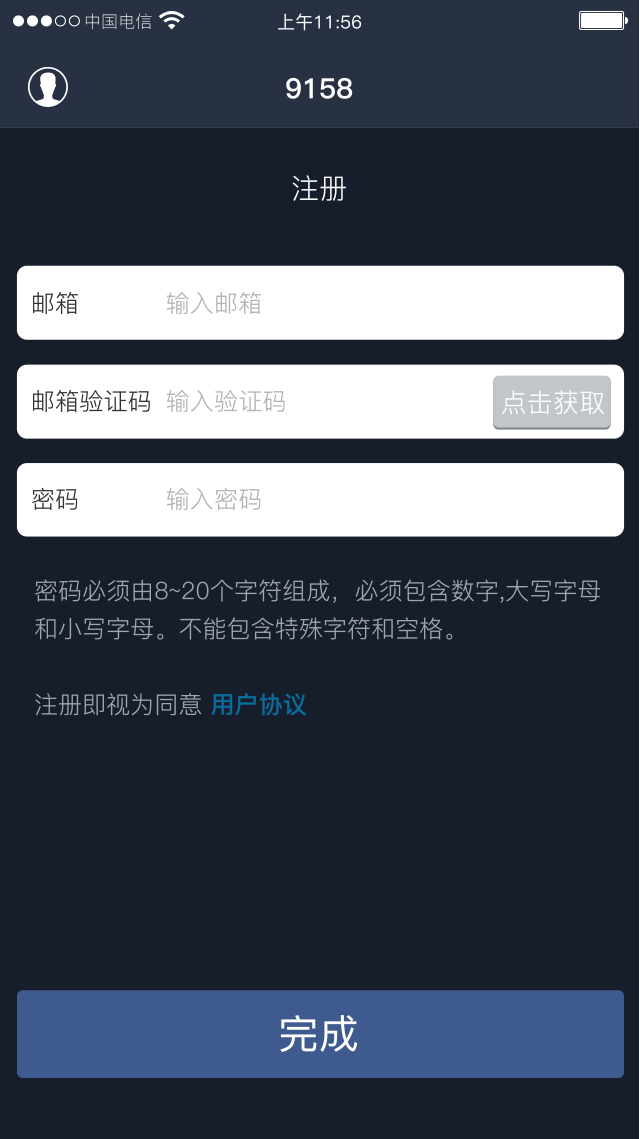 中国电信 上午11:56
9158
注册
邮箱 输入邮箱
邮箱验证码 输入验证码 点击获取
密码 输入密码
密码必须由8~20个字符组成，必须包含数字,大写字母
和小写字母。不能包含特殊字符和空格。
注册即视为同意 用户协议
完成